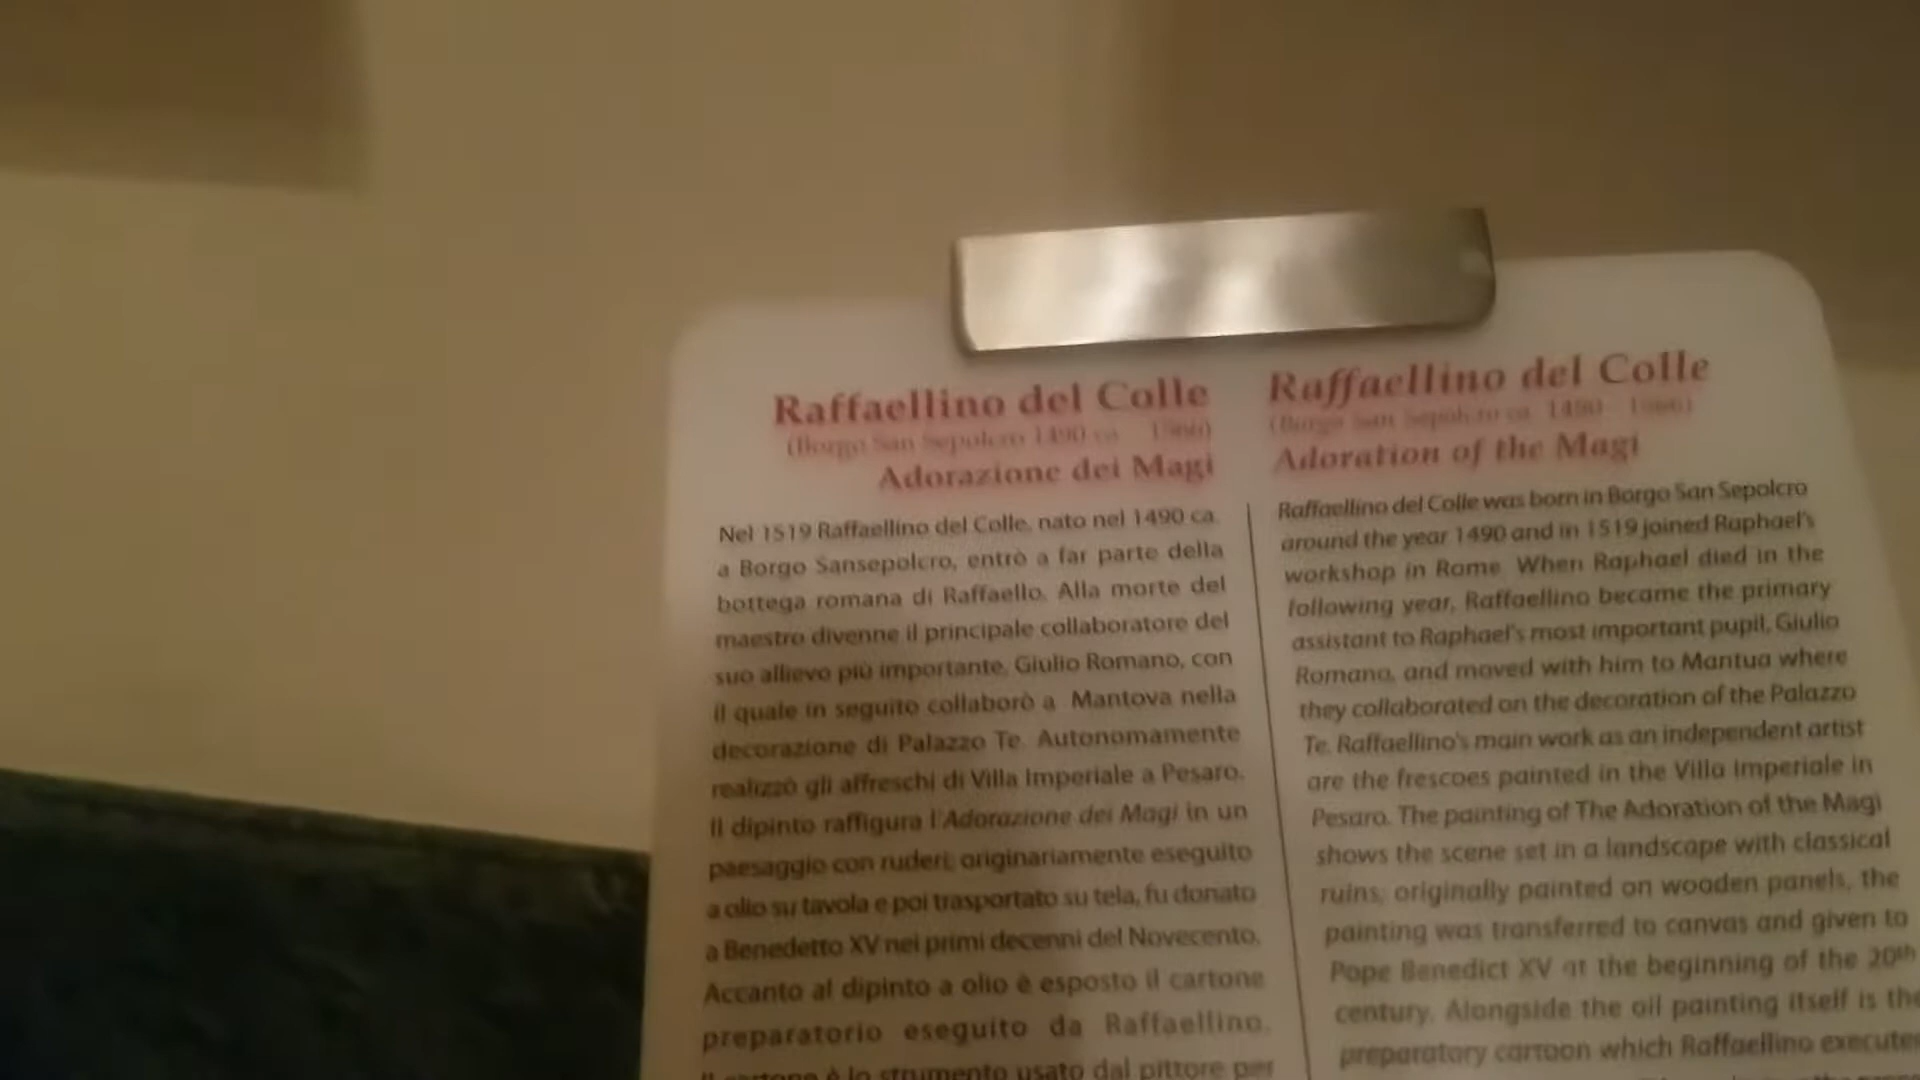 Raffaellino del Colle
(Borgo San Sepolcro 1490 ca. - 1566)
Adorazione dei Magi
Nel 1519 Raffaellino del Colle, nato nel 1490 ca.
a Borgo Sansepolcro, entrò a far parte della
bottega romana di Raffaello. Alla morte del
maestro divenne il principale collaboratore del
suo allievo più importante, Giulio Romano, con
il quale in seguito collaborò a Mantova nella
decorazione di Palazzo Te. Autonomamente
realizzò gli affreschi di Villa Imperiale a Pesaro.
Il dipinto raffigura l'Adorazione dei Magi in un
paesaggio con ruderi; originariamente eseguito
a olio su tavola e poi trasportato su tela, fu donato
a Benedetto XV nei primi decenni del Novecento.
Accanto al dipinto a olio è esposto il cartone
preparatorio eseguito da Raffaellino.
Il cartone è lo strumento usato dal pittore per
Raffaellino del Colle
(Borgo San Sepolcro ca. 1490 - 1566)
Adoration of the Magi
Raffaellino del Colle was born in Borgo San Sepolcro
around the year 1490 and in 1519 joined Raphael's
workshop in Rome. When Raphael died in the
following year, Raffaellino became the primary
assistant to Raphael's most important pupil, Giulio
Romano, and moved with him to Mantua where
they collaborated on the decoration of the Palazzo
Te. Raffaellino's main work as an independent artist
are the frescoes painted in the Villa Imperiale in
Pesaro. The painting of The Adoration of the Magi
shows the scene set in a landscape with classical
ruins; originally painted on wooden panels, the
painting was transferred to canvas and given to
Pope Benedict XV at the beginning of the 20th
century. Alongside the oil painting itself is the
preparatory cartoon which Raffaellino execute